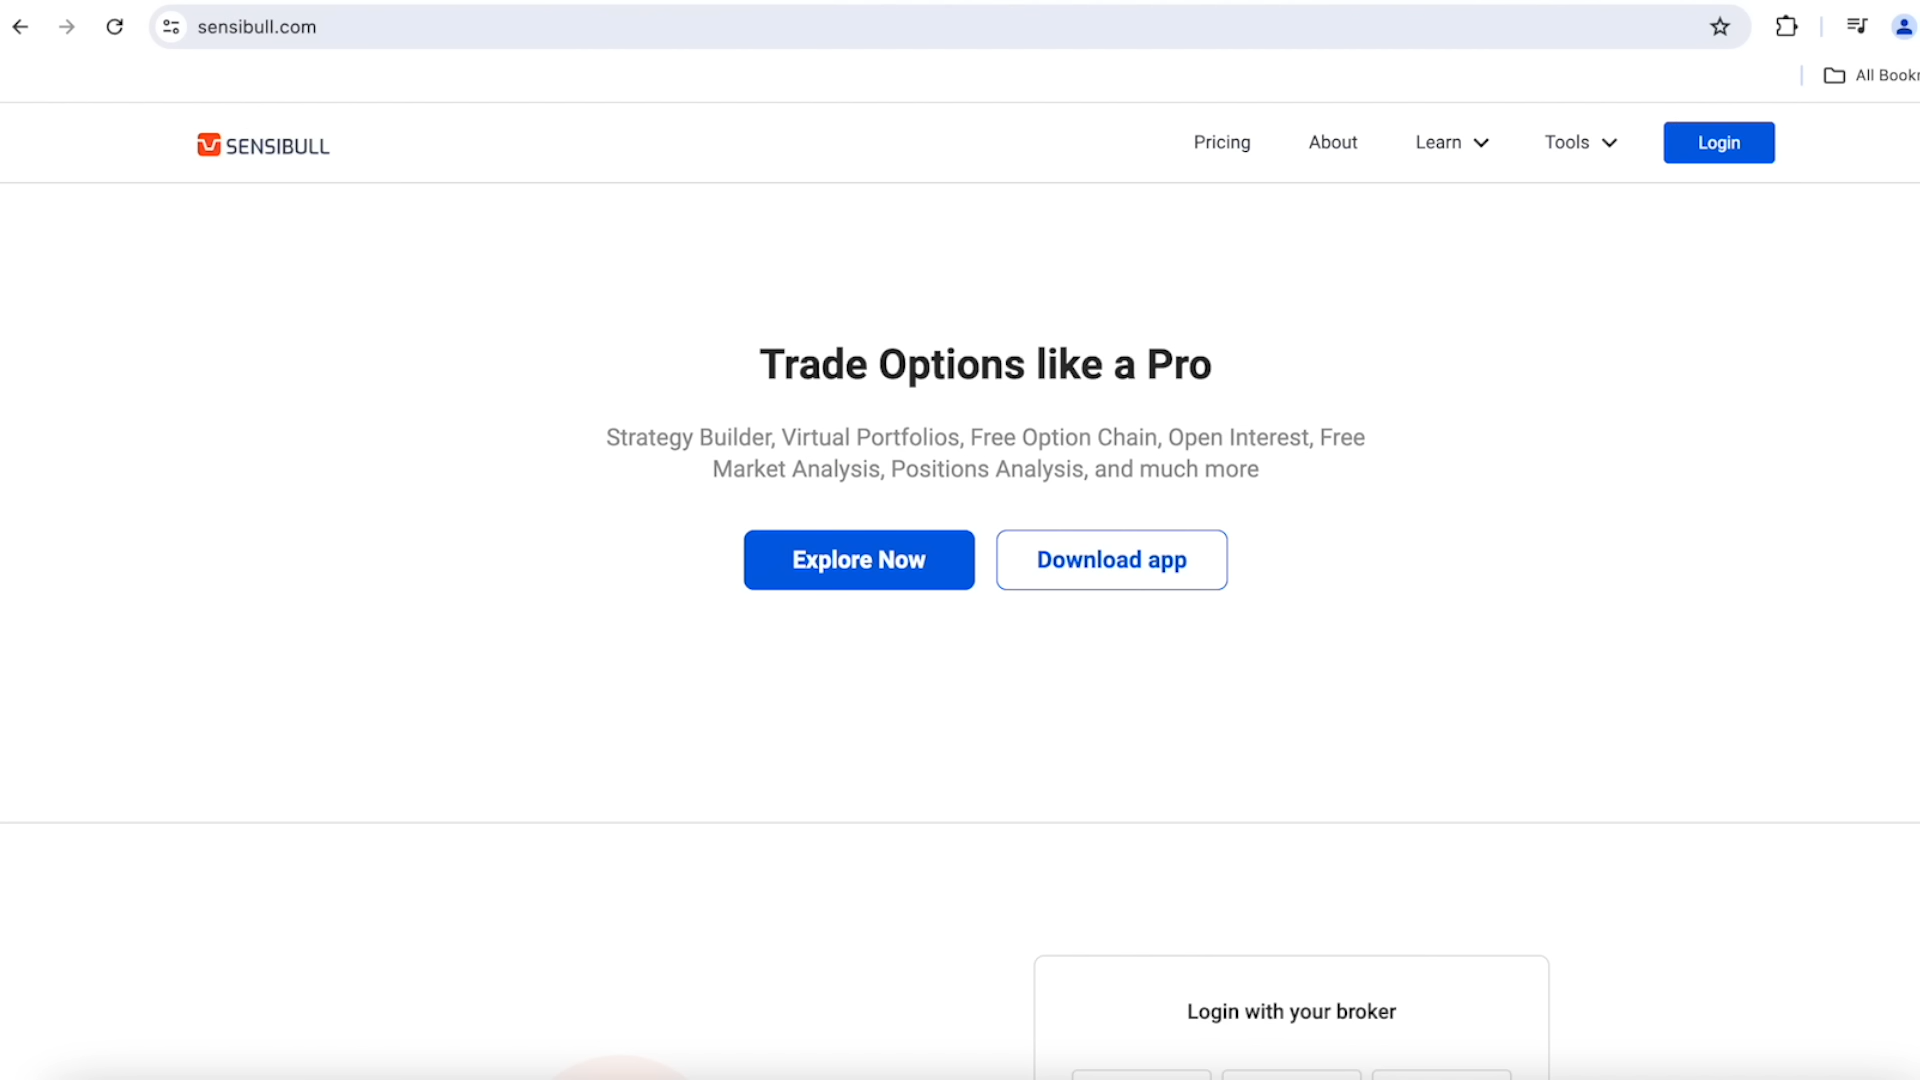 sensibull.com
All Book
SENSIBULL
Pricing
About
Learn
Tools
Login
Trade Options like a Pro
Strategy Builder, Virtual Portfolios, Free Option Chain, Open Interest, Free
Market Analysis, Positions Analysis, and much more
Explore Now
Download app
Login with your broker